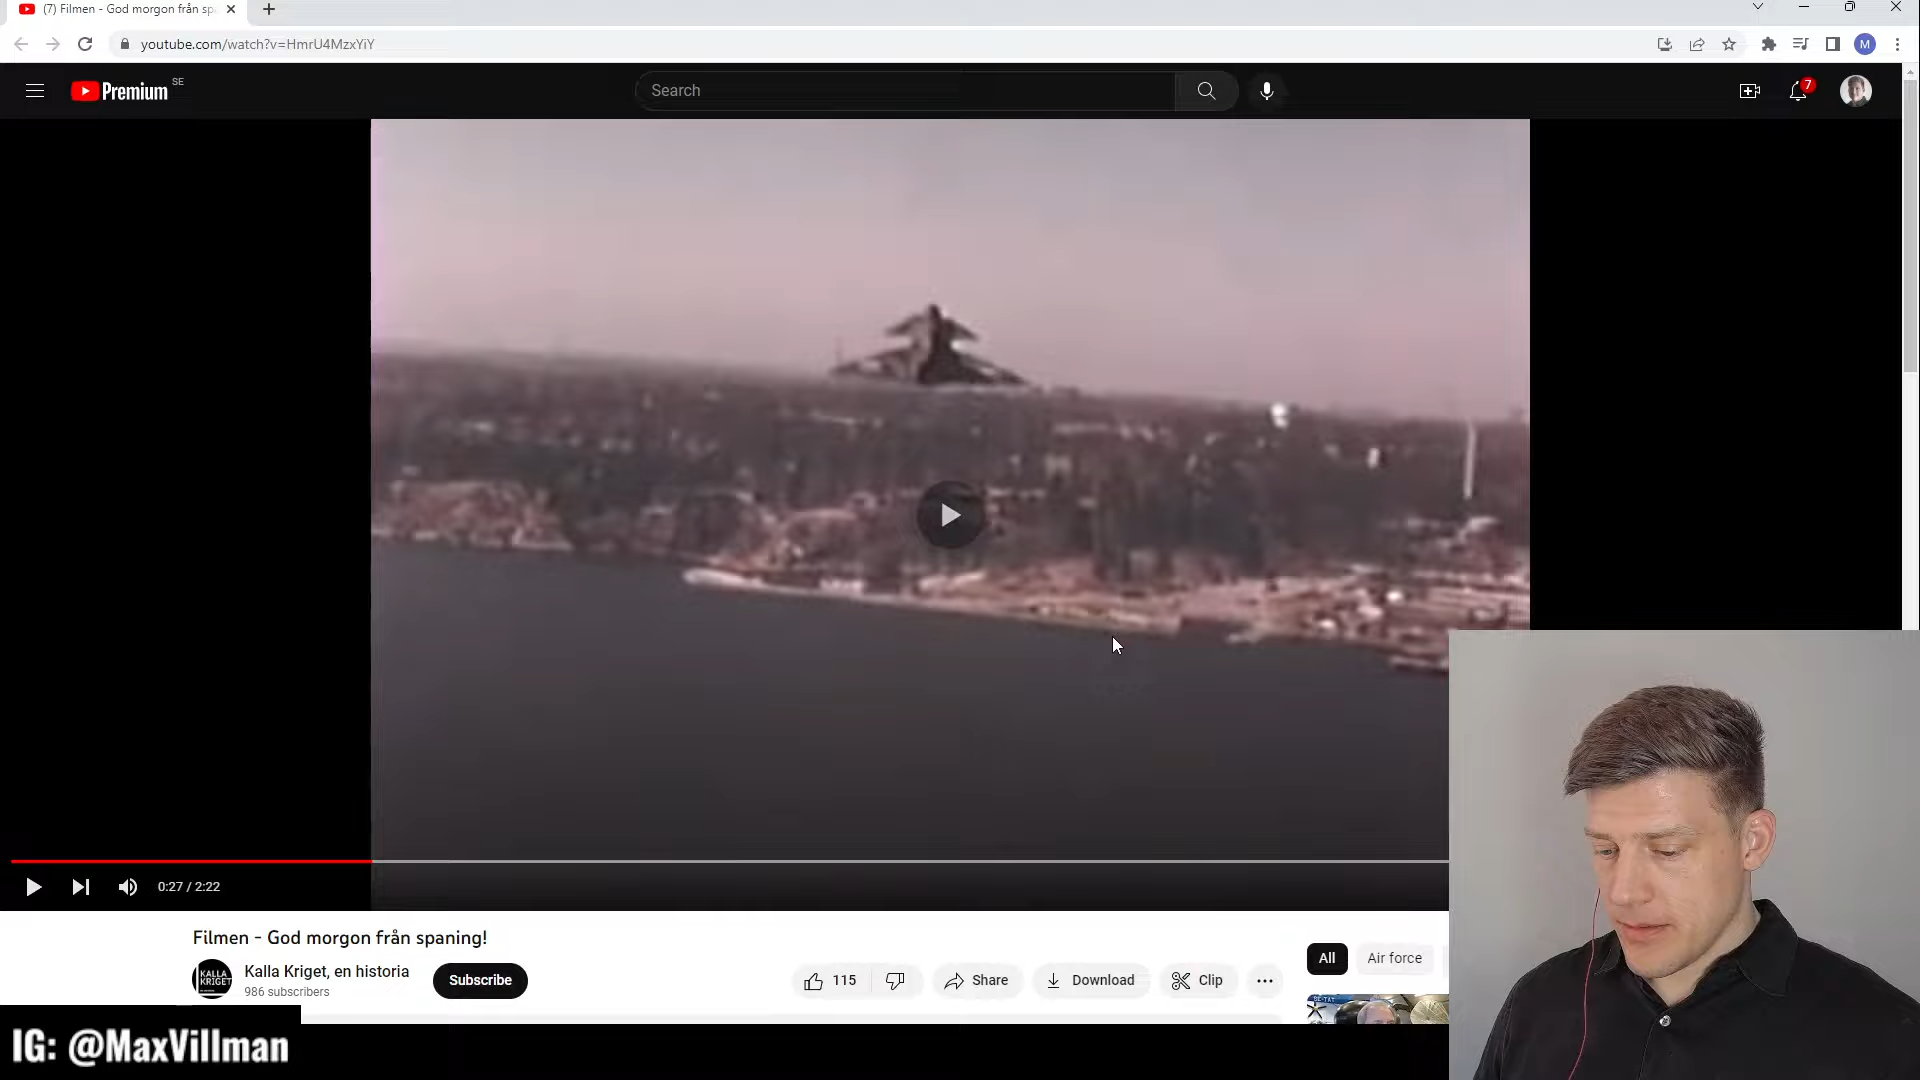 (7) Filmen - God morgon från sp
youtube.com/watch?v=HmrU4MzxYiY
M
Premium SE
Search
7
0:27 / 2:22
Filmen - God morgon från spaning!
KALLA
KRIGET
Kalla Kriget, en historia
986 subscribers
Subscribe
115
Share
Download
Clip
All
Air force
IG: @MaxVillman